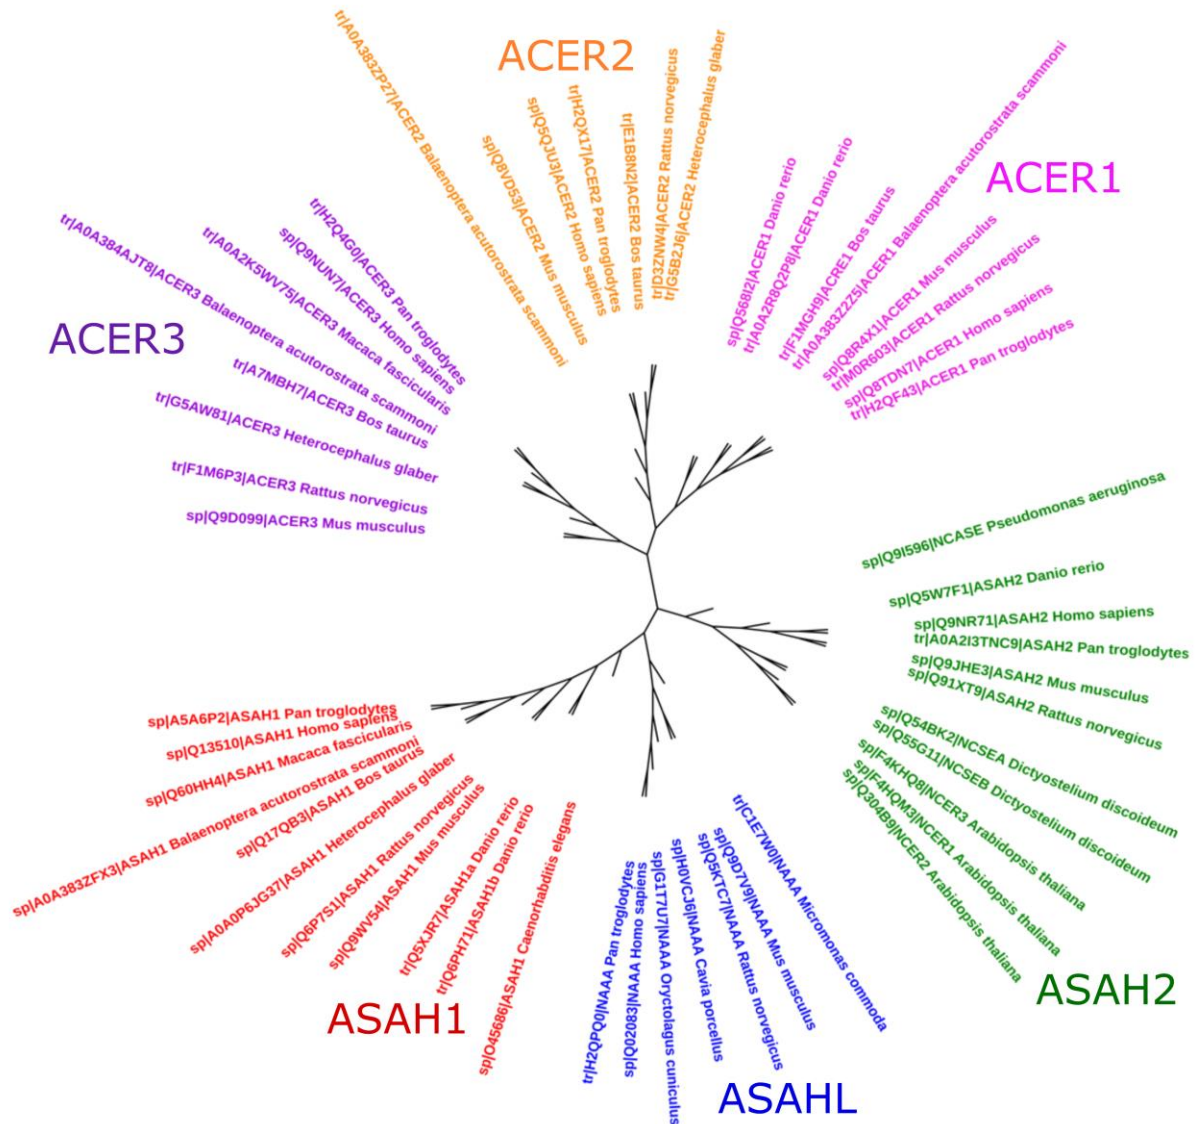 ACER2
tr|A0A383ZP27|ACER2 Balaenoptera acutorostrata scammoni
sp|Q8VD53|ACER2 Mus musculus
sp|Q5QJU3|ACER2 Homo sapiens
tr|H2QX17|ACER2 Pan troglodytes
tr|E1B8N2|ACER2 Bos taurus
tr|D3ZNW4|ACER2 Rattus norvegicus
tr|G5B2J6|ACER2 Heterocephalus glaber
ACER1
sp|Q568I2|ACER1 Danio rerio
tr|A0A2R8Q2P8|ACER1 Danio rerio
tr|F1MGH9|ACRE1 Bos taurus
tr|A0A383Z2Z5|ACER1 Balaenoptera acutorostrata scammoni
sp|Q8R4X1|ACER1 Mus musculus
tr|M0R603|ACER1 Rattus norvegicus
sp|Q8TDN7|ACER1 Homo sapiens
tr|H2QF43|ACER1 Pan troglodytes
ACER3
tr|H2Q4G0|ACER3 Pan troglodytes
sp|Q9NUN7|ACER3 Homo sapiens
tr|A0A2K5WV75|ACER3 Macaca fascicularis
tr|A0A384AJT8|ACER3 Balaenoptera acutorostrata scammoni
tr|A7MBH7|ACER3 Bos taurus
tr|G5AW81|ACER3 Heterocephalus glaber
tr|F1M6P3|ACER3 Rattus norvegicus
sp|Q9D099|ACER3 Mus musculus
sp|Q9I596|NCASE Pseudomonas aeruginosa
sp|Q5W7F1|ASAH2 Danio rerio
sp|Q9NR71|ASAH2 Homo sapiens
tr|A0A2I3TNC9|ASAH2 Pan troglodytes
sp|Q9JHE3|ASAH2 Mus musculus
sp|Q91XT9|ASAH2 Rattus norvegicus
sp|Q54BK2|NCSEA Dictyostelium discoideum
sp|Q55G11|NCSEB Dictyostelium discoideum
sp|F4KHQ8|NCER3 Arabidopsis thaliana
sp|F4HQM3|NCER1 Arabidopsis thaliana
sp|Q304B9|NCER2 Arabidopsis thaliana
ASAH2
sp|A5A6P2|ASAH1 Pan troglodytes
sp|Q13510|ASAH1 Homo sapiens
sp|Q60HH4|ASAH1 Macaca fascicularis
sp|A0A383ZFX3|ASAH1 Balaenoptera acutorostrata scammoni
sp|Q17QB3|ASAH1 Bos taurus
sp|A0A0P6JG37|ASAH1 Heterocephalus glaber
sp|Q6P7S1|ASAH1 Rattus norvegicus
sp|Q9WV54|ASAH1 Mus musculus
tr|Q5XJR7|ASAH1a Danio rerio
tr|Q6PH71|ASAH1b Danio rerio
sp|O45686|ASAH1 Caenorhabditis elegans
ASAH1
tr|H2QPQ0|NAAA Pan troglodytes
sp|Q02083|NAAA Homo sapiens
sp|G1T7U7|NAAA Oryctolagus cuniculus
sp|H0VCJ6|NAAA Cavia porcellus
sp|Q5KTC7|NAAA Rattus norvegicus
sp|Q9D7V9|NAAA Mus musculus
tr|C1E7W0|NAAA Micromonas commoda
ASAHL